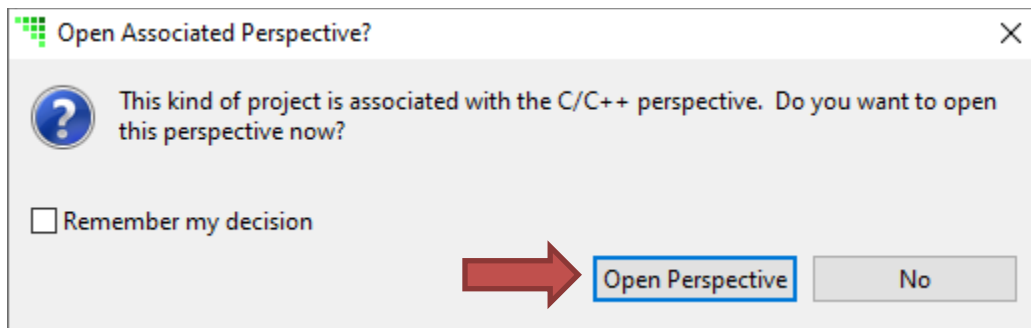 Open Associated Perspective?
This kind of project is associated with the C/C++ perspective.  Do you want to open
this perspective now?
Remember my decision
Open Perspective
No